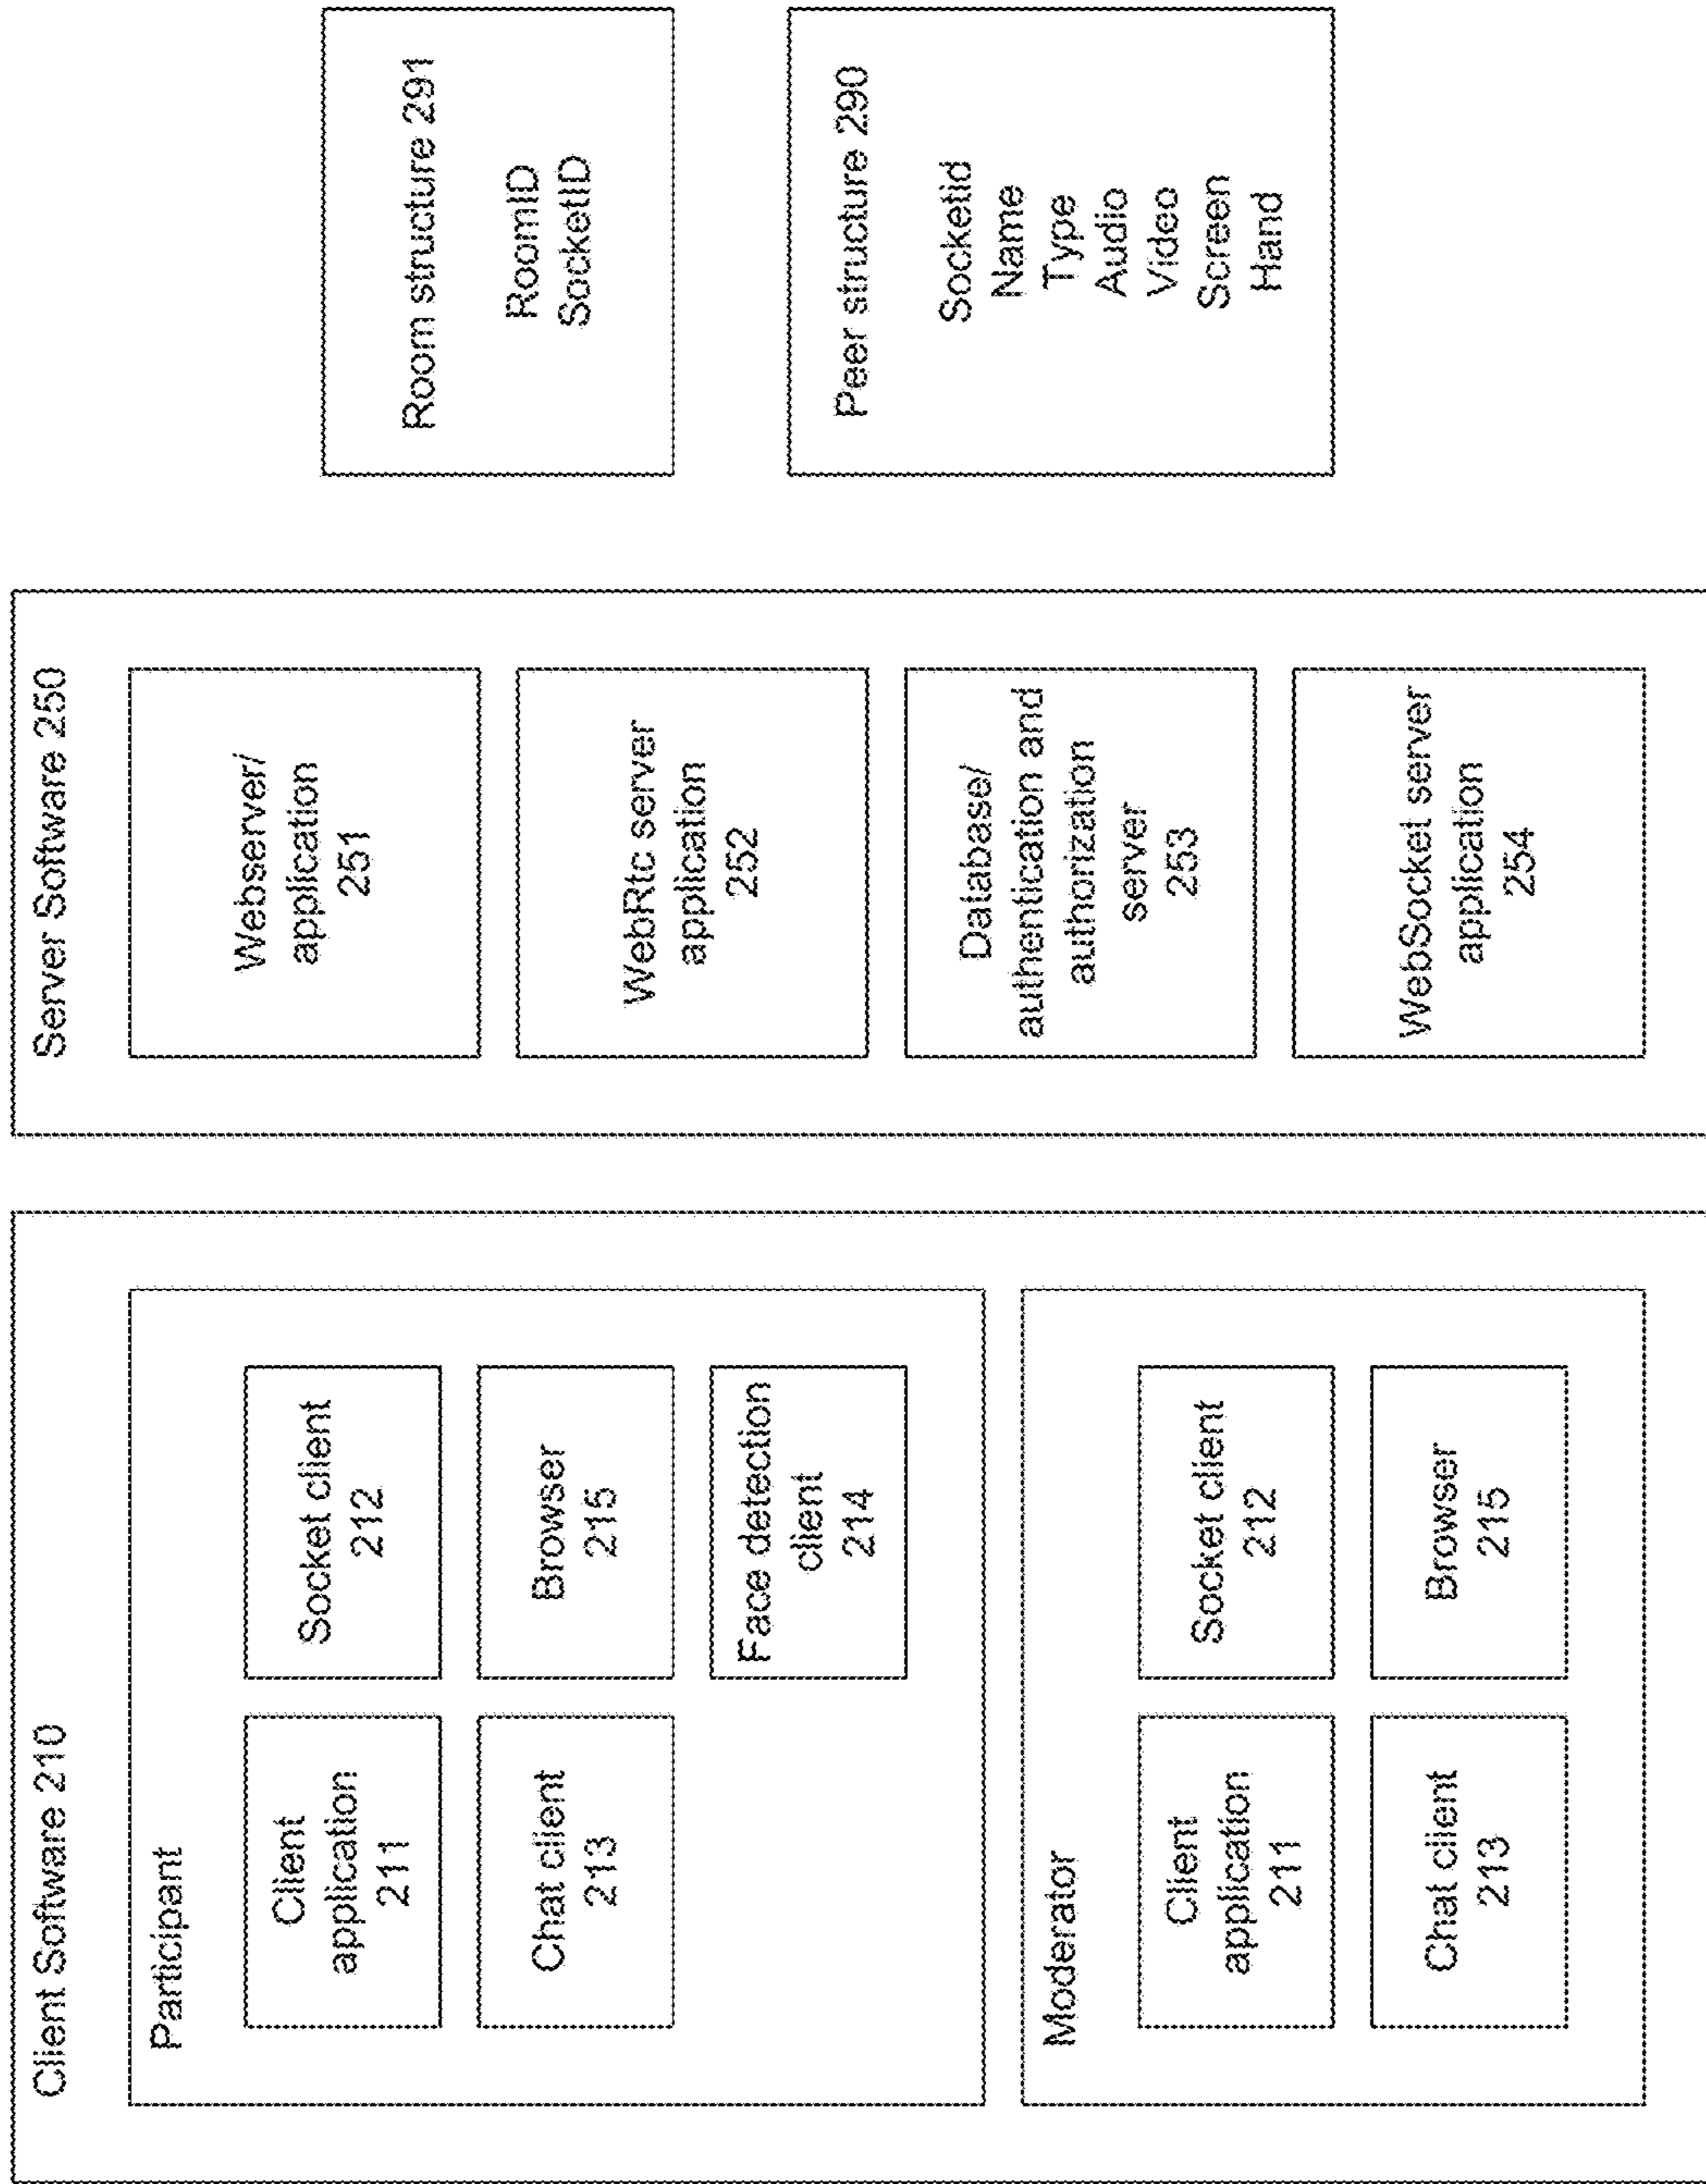 Client Software 210
Participant
Client
application
211
Socket client
212
Chat client
213
Browser
215
Face detection
client
214
Moderator
Client
application
211
Socket client
212
Chat client
213
Browser
215
Server Software 250
Webserver/
application
251
WebRtc server
application
252
Database/
authentication and
authorization
server
253
WebSocket server
application
254
Room structure 291
RoomID
SocketID
Peer structure 290
Socketid
Name
Type
Audio
Video
Screen
Hand